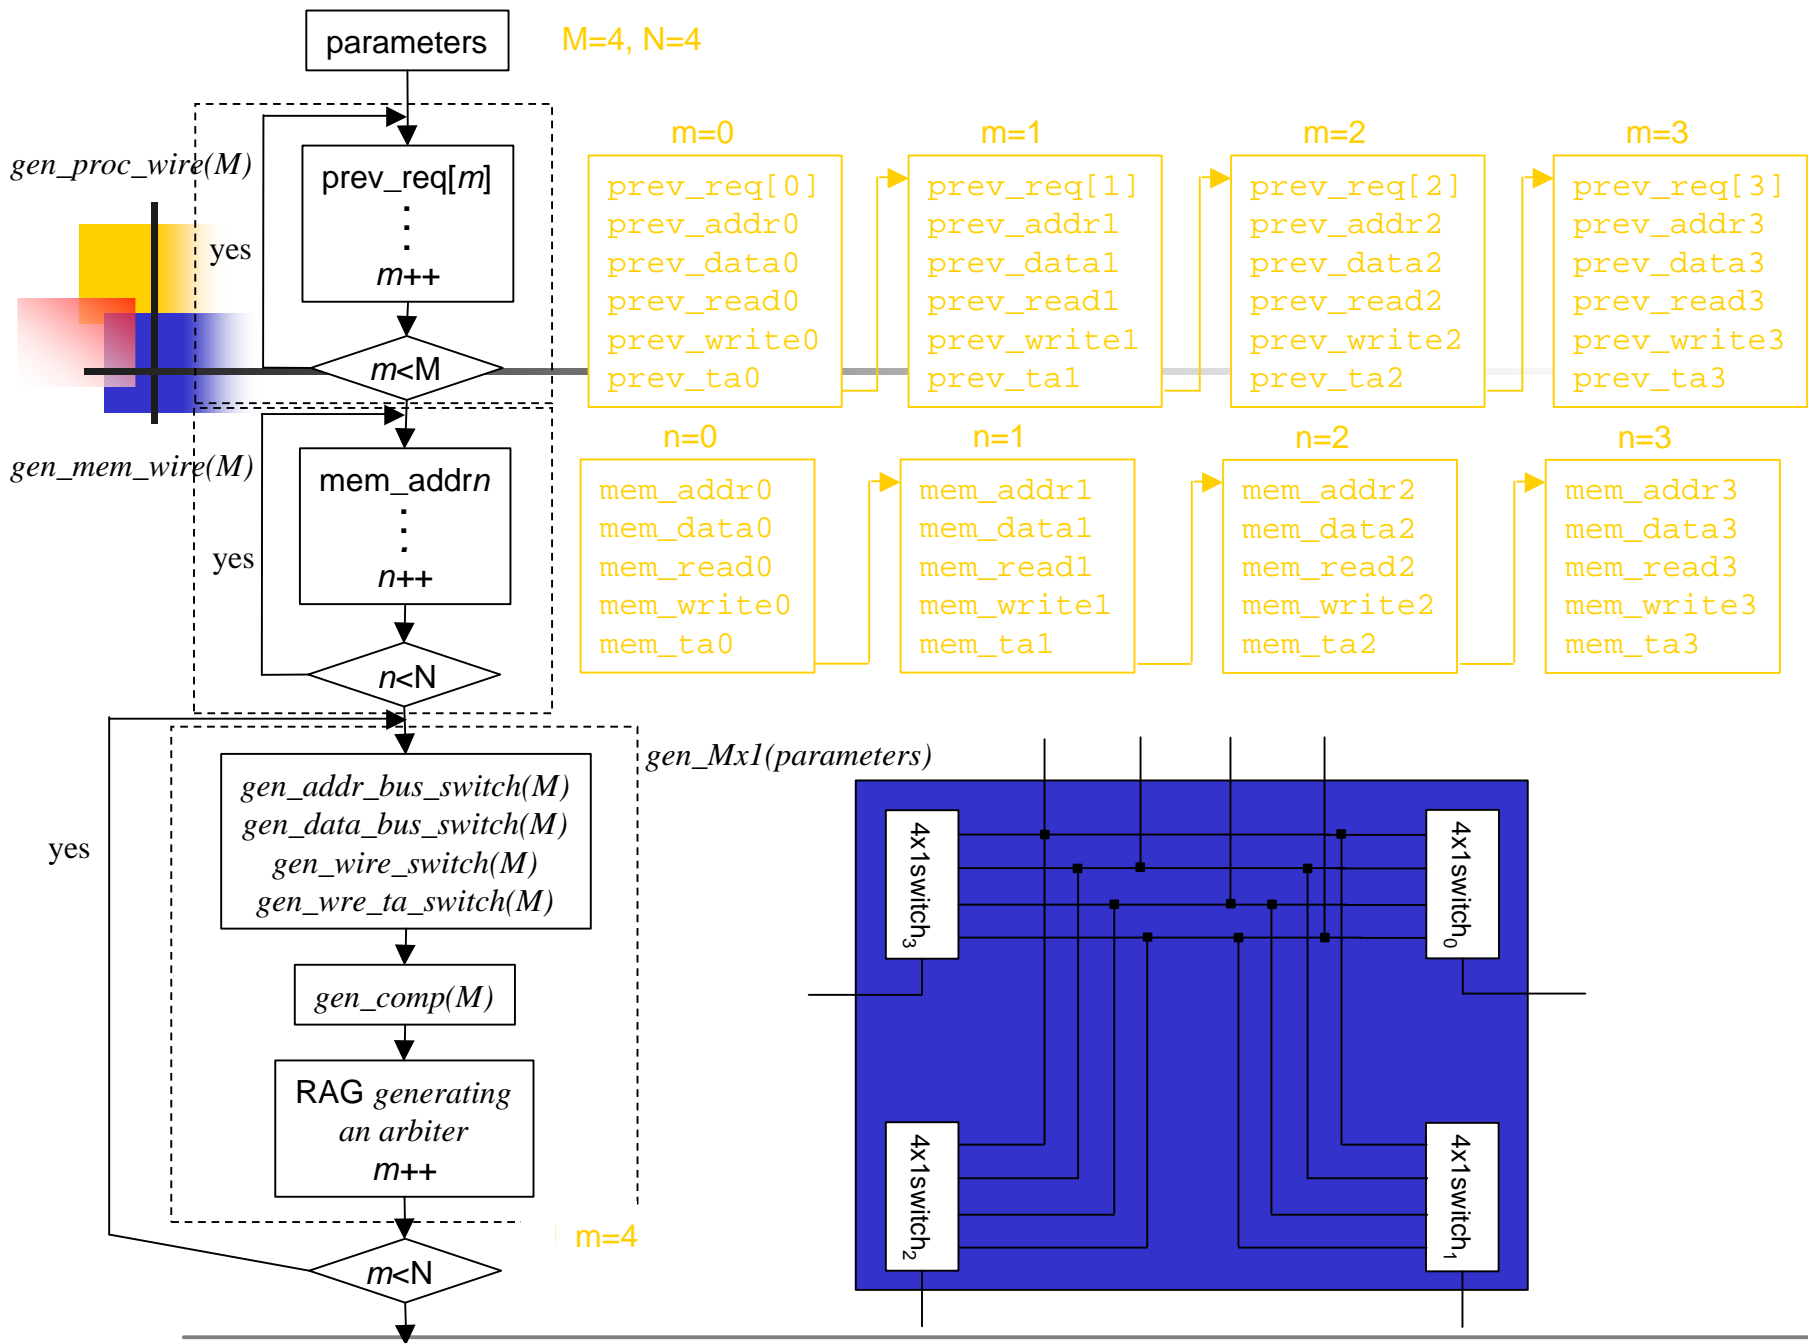 parameters
M=4, N=4
gen_proc_wire(M)
yes
prev_req[m]
.
.
.
m++
m<M
m=0
prev_req[0]
prev_addr0
prev_data0
prev_read0
prev_write0
prev_ta0
m=1
prev_req[1]
prev_addr1
prev_data1
prev_read1
prev_write1
prev_ta1
m=2
prev_req[2]
prev_addr2
prev_data2
prev_read2
prev_write2
prev_ta2
m=3
prev_req[3]
prev_addr3
prev_data3
prev_read3
prev_write3
prev_ta3
gen_mem_wire(M)
yes
mem_addrn
.
.
.
n++
n<N
n=0
mem_addr0
mem_data0
mem_read0
mem_write0
mem_ta0
n=1
mem_addr1
mem_data1
mem_read1
mem_write1
mem_ta1
n=2
mem_addr2
mem_data2
mem_read2
mem_write2
mem_ta2
n=3
mem_addr3
mem_data3
mem_read3
mem_write3
mem_ta3
gen_Mx1(parameters)
yes
gen_addr_bus_switch(M)
gen_data_bus_switch(M)
gen_wire_switch(M)
gen_wre_ta_switch(M)
gen_comp(M)
RAG generating
an arbiter
m++
m=4
m<N
4x1switch3
4x1switch0
4x1switch2
4x1switch1